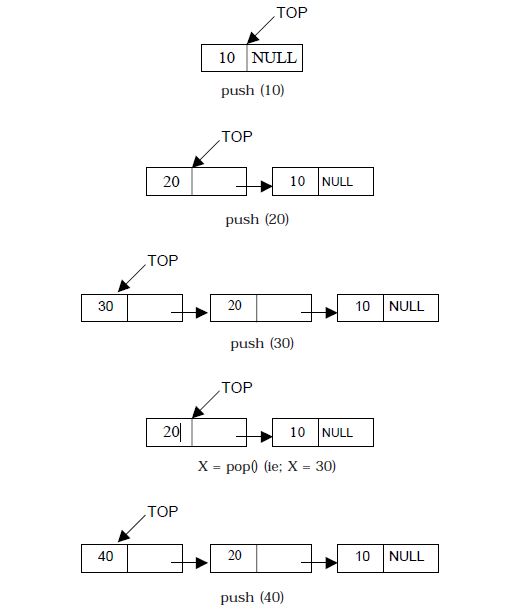 TOP
10 NULL
push (10)
TOP
20 10 NULL
push (20)
TOP
30 20 10 NULL
push (30)
TOP
20 10 NULL
X = pop() (ie; X = 30)
TOP
40 20 10 NULL
push (40)